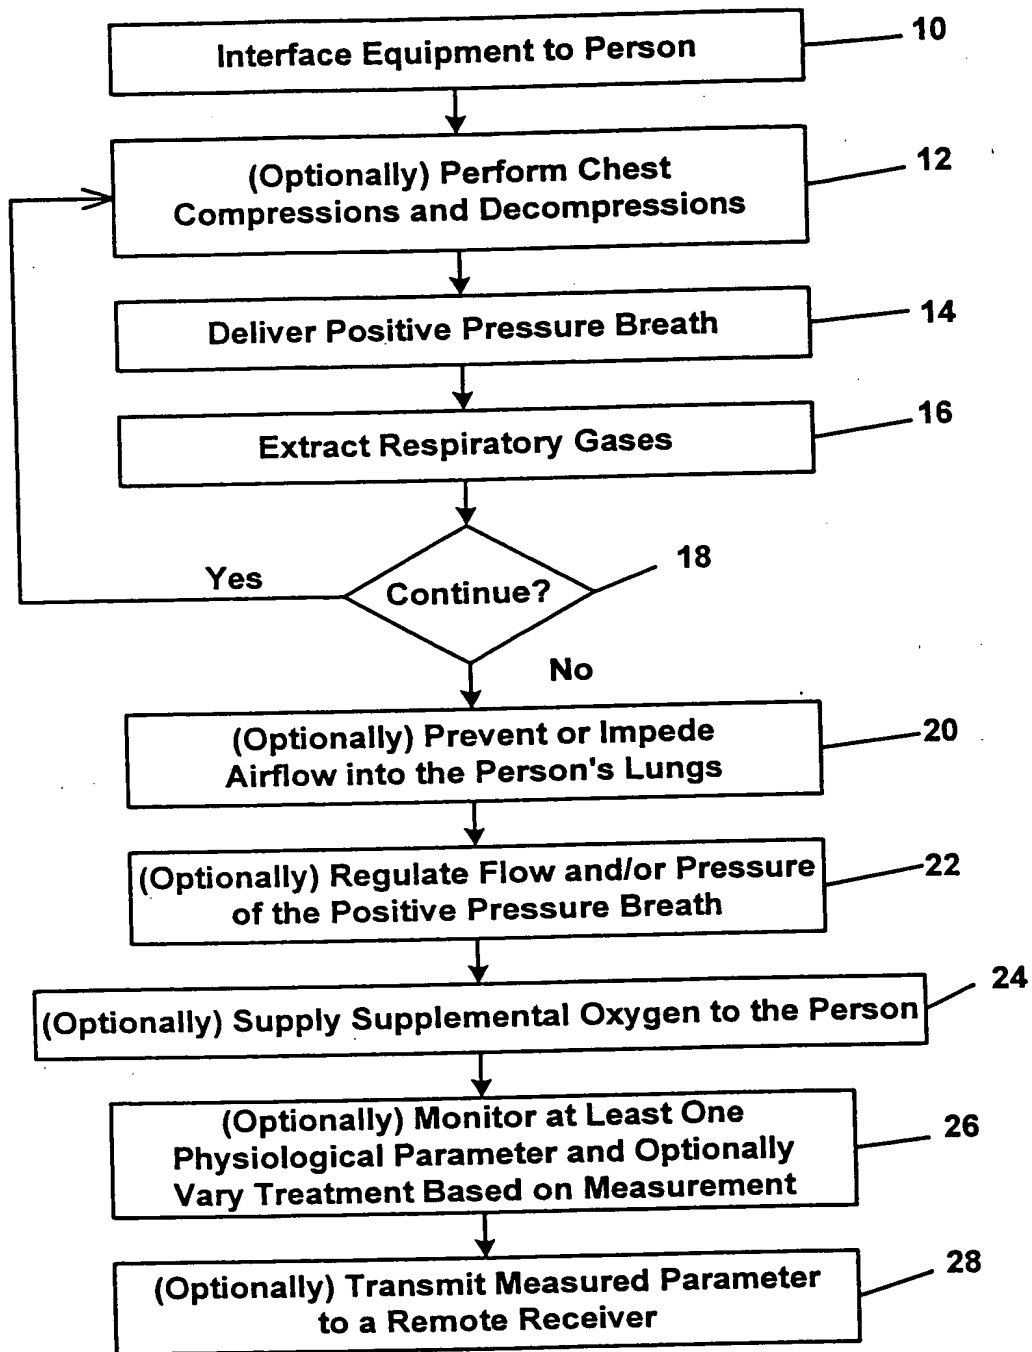 Interface Equipment to Person
10
(Optionally) Perform Chest
Compressions and Decompressions
12
Deliver Positive Pressure Breath
14
Extract Respiratory Gases
16
Continue?
18
Yes
No
(Optionally) Prevent or Impede
Airflow into the Person's Lungs
20
(Optionally) Regulate Flow and/or Pressure
of the Positive Pressure Breath
22
(Optionally) Supply Supplemental Oxygen to the Person
24
(Optionally) Monitor at Least One
Physiological Parameter and Optionally
Vary Treatment Based on Measurement
26
(Optionally) Transmit Measured Parameter
to a Remote Receiver
28